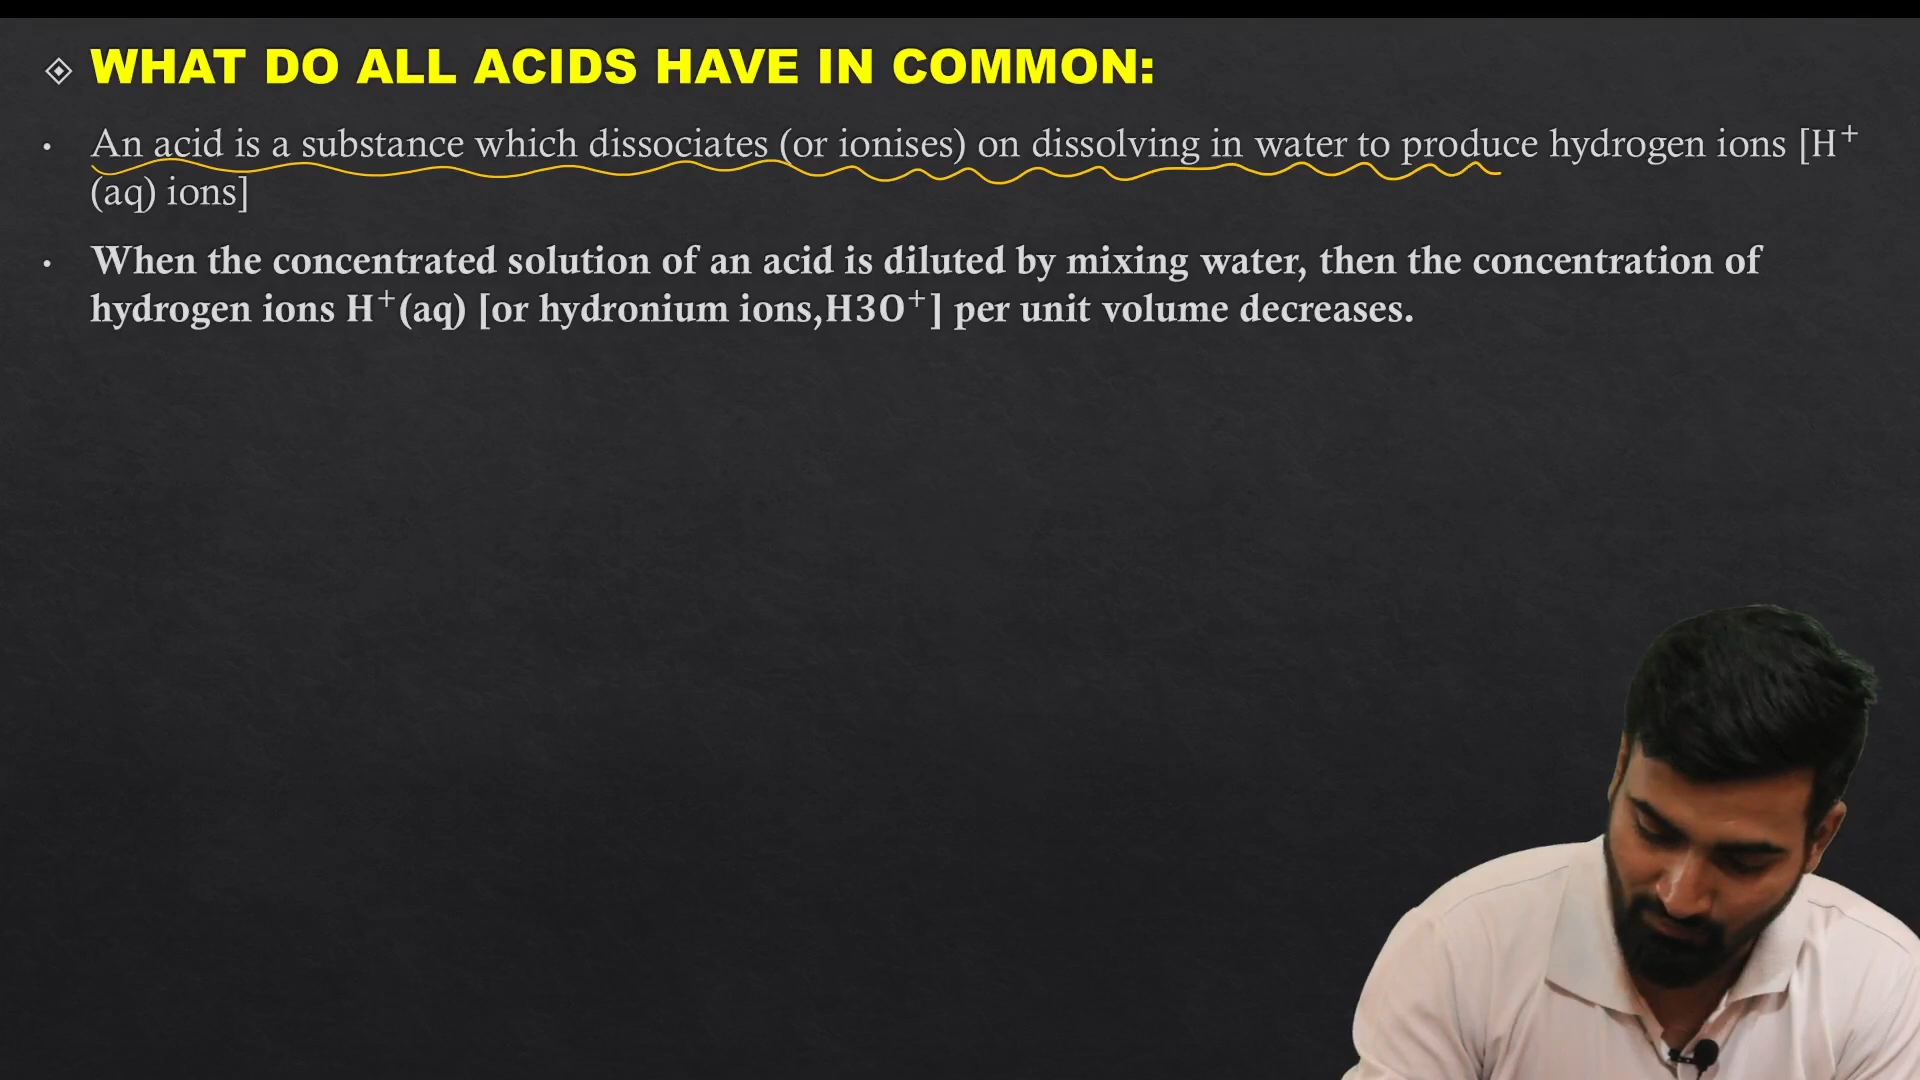 WHAT DO ALL ACIDS HAVE IN COMMON:
• An acid is a substance which dissociates (or ionises) on dissolving in water to produce hydrogen ions [H⁺
(aq) ions]
• When the concentrated solution of an acid is diluted by mixing water, then the concentration of
hydrogen ions H⁺(aq) [or hydronium ions,H3O⁺] per unit volume decreases.